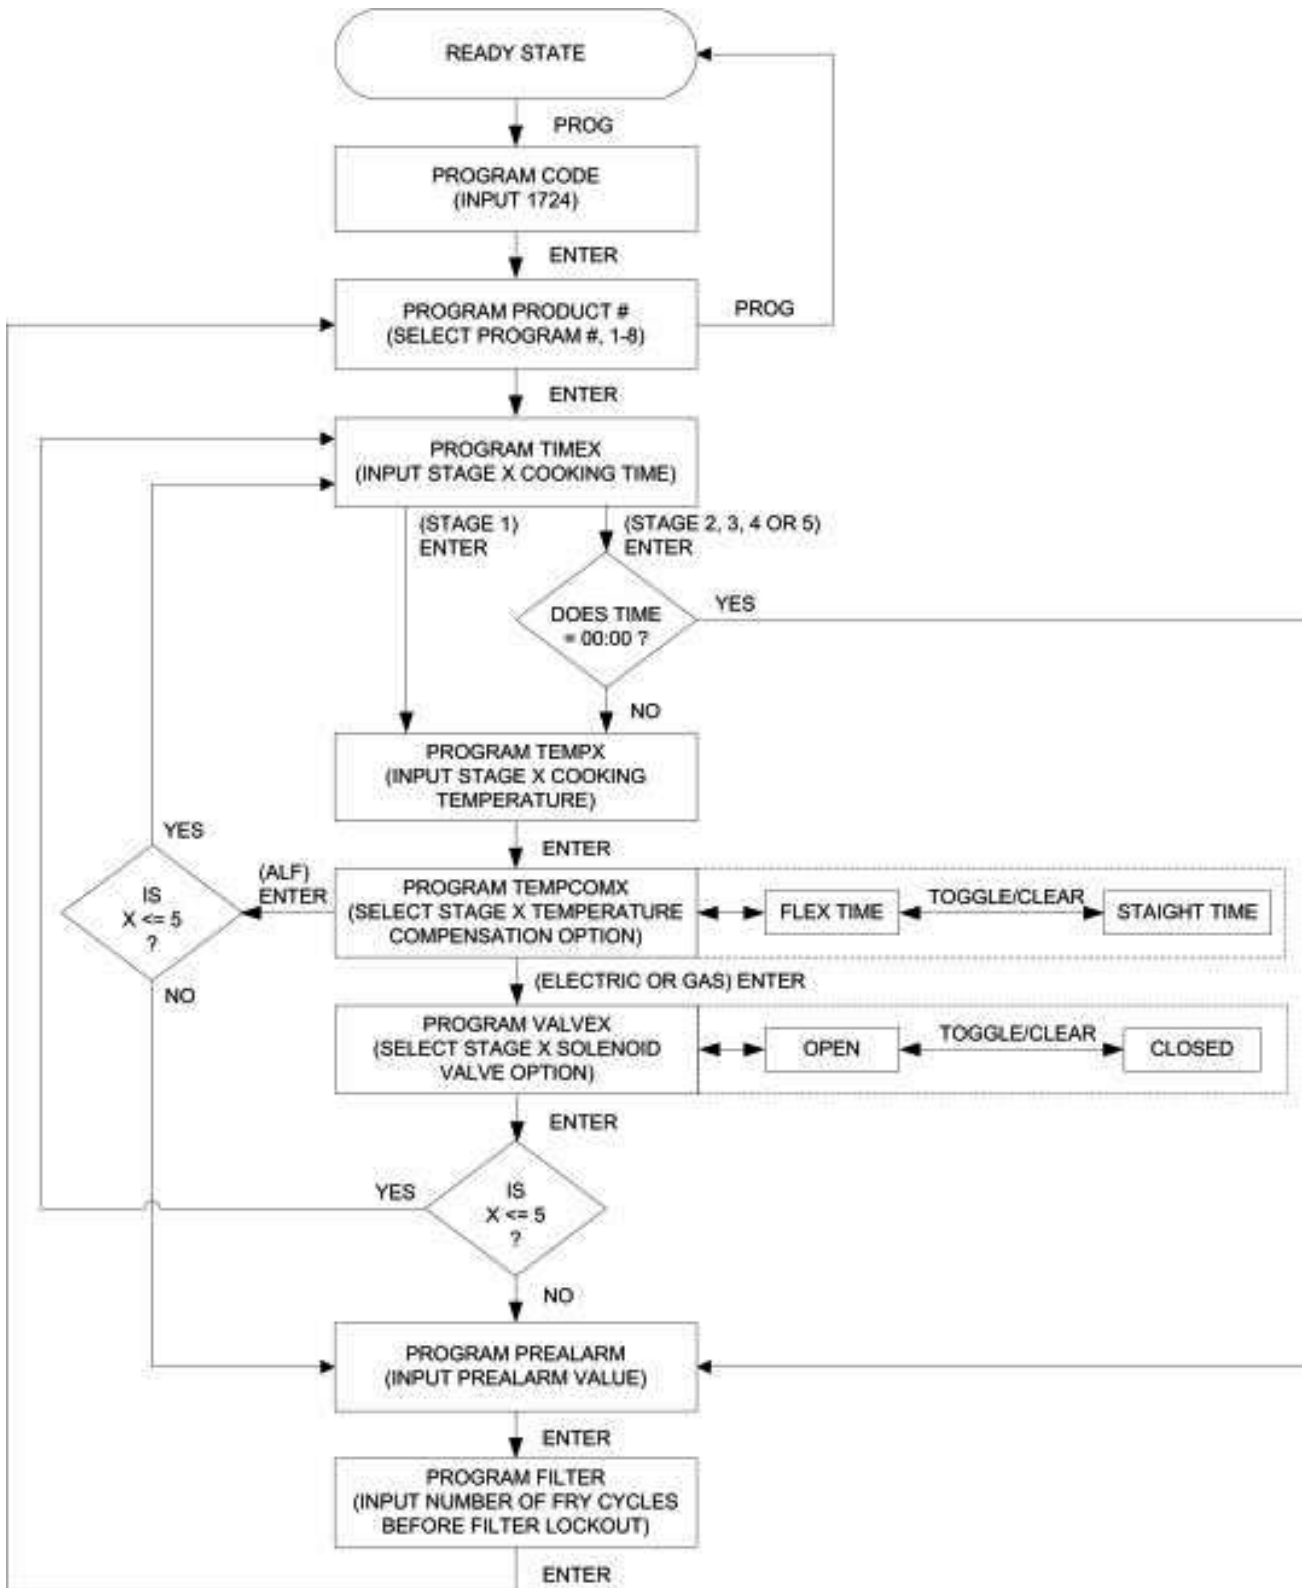 READY STATE
PROG
PROGRAM CODE
(INPUT 1724)
ENTER
PROGRAM PRODUCT #
(SELECT PROGRAM #, 1-8)
PROG
ENTER
PROGRAM TIMEX
(INPUT STAGE X COOKING TIME)
(STAGE 1)
ENTER
(STAGE 2, 3, 4 OR 5)
ENTER
DOES TIME
= 00:00 ?
YES
NO
PROGRAM TEMPX
(INPUT STAGE X COOKING
TEMPERATURE)
ENTER
YES
IS
X <= 5
?
NO
(ALF)
ENTER
PROGRAM TEMPCOMX
(SELECT STAGE X TEMPERATURE
COMPENSATION OPTION)
FLEX TIME
TOGGLE/CLEAR
STAIGHT TIME
(ELECTRIC OR GAS) ENTER
PROGRAM VALVEX
(SELECT STAGE X SOLENOID
VALVE OPTION)
OPEN
TOGGLE/CLEAR
CLOSED
ENTER
YES
IS
X <= 5
?
NO
PROGRAM PREALARM
(INPUT PREALARM VALUE)
ENTER
PROGRAM FILTER
(INPUT NUMBER OF FRY CYCLES
BEFORE FILTER LOCKOUT)
ENTER